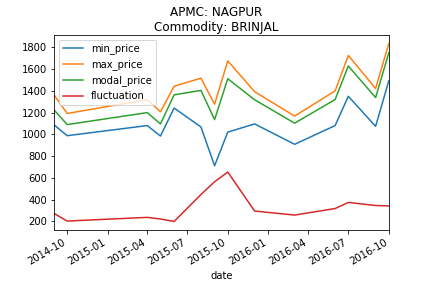 APMC: NAGPUR
Commodity: BRINJAL
min_price
max_price
modal_price
fluctuation
1800
1600
1400
1200
1000
800
600
400
200
2014-10
2015-01
2015-04
2015-07
2015-10
2016-01
2016-04
2016-07
2016-10
date